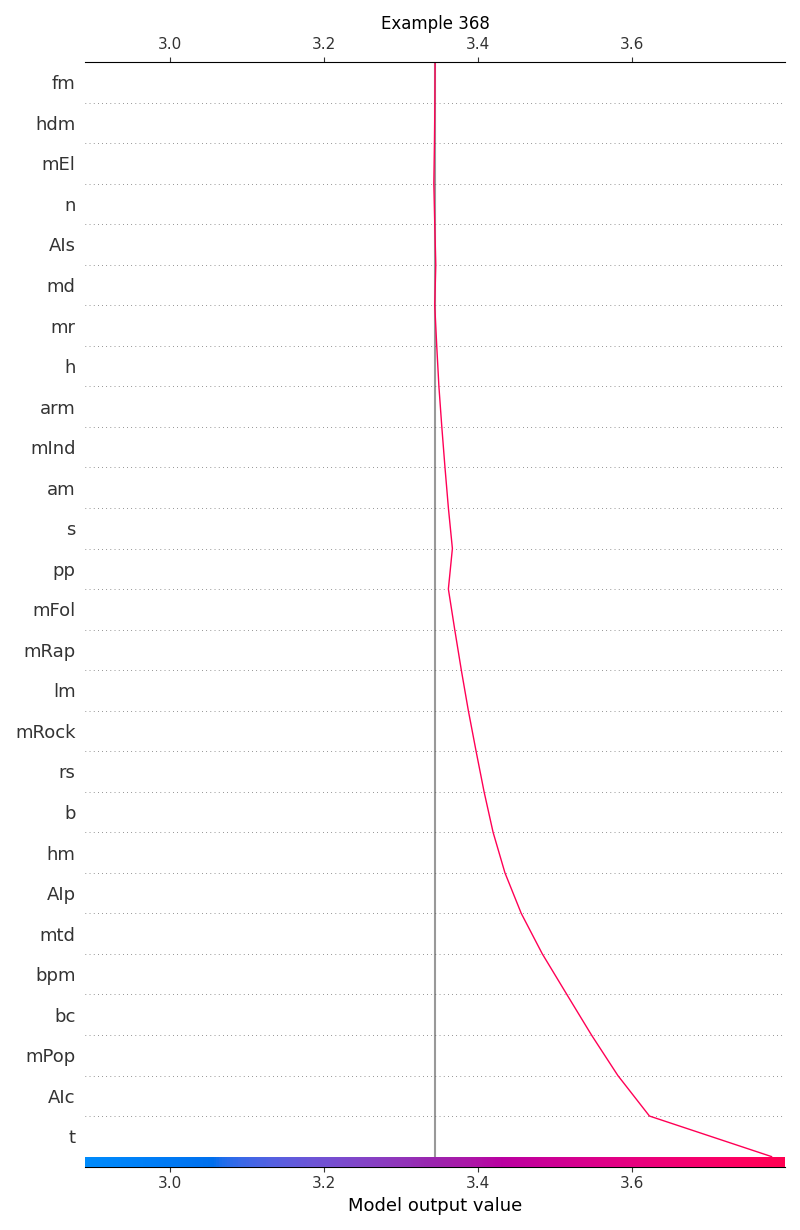 Example 368
3.0 3.2 3.4 3.6
fm
hdm
mEl
n
AIs
md
mr
h
arm
mInd
am
s
pp
mFol
mRap
lm
mRock
rs
b
hm
AIp
mtd
bpm
bc
mPop
AIc
t
3.0 3.2 3.4 3.6
Model output value